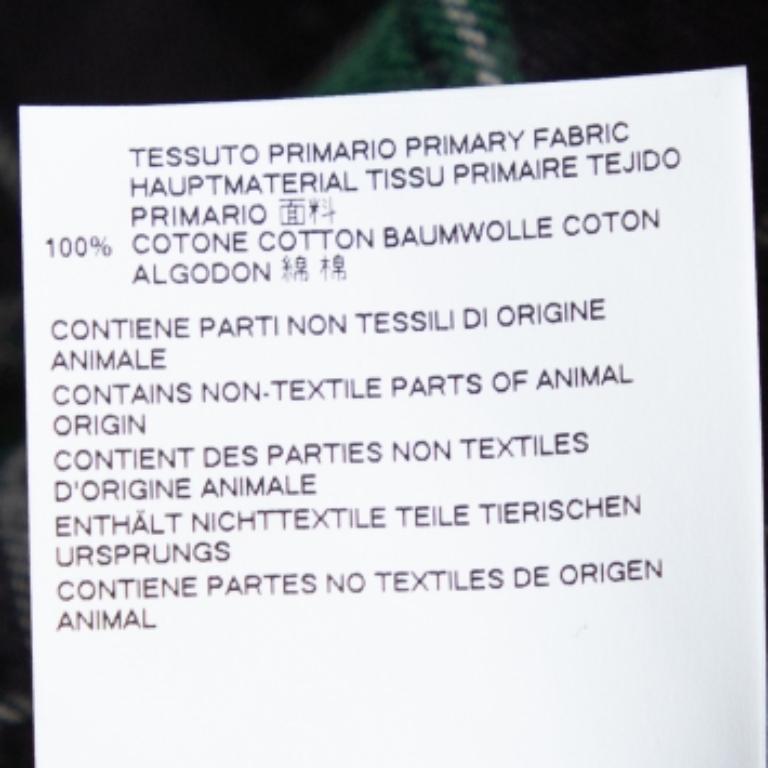 TESSUTO PRIMARIO PRIMARY FABRIC
HAUPTMATERIAL TISSU PRIMAIRE TEJIDO
PRIMARIO 面料
100% COTONE COTTON BAUMWOLLE COTON
ALGODON 綿 棉
CONTIENE PARTI NON TESSILI DI ORIGINE
ANIMALE
CONTAINS NON-TEXTILE PARTS OF ANIMAL
ORIGIN
CONTIENT DES PARTIES NON TEXTILES
D'ORIGINE ANIMALE
ENTHÄLT NICHTTEXTILE TEILE TIERISCHEN
URSPRUNGS
CONTIENE PARTES NO TEXTILES DE ORIGEN
ANIMAL